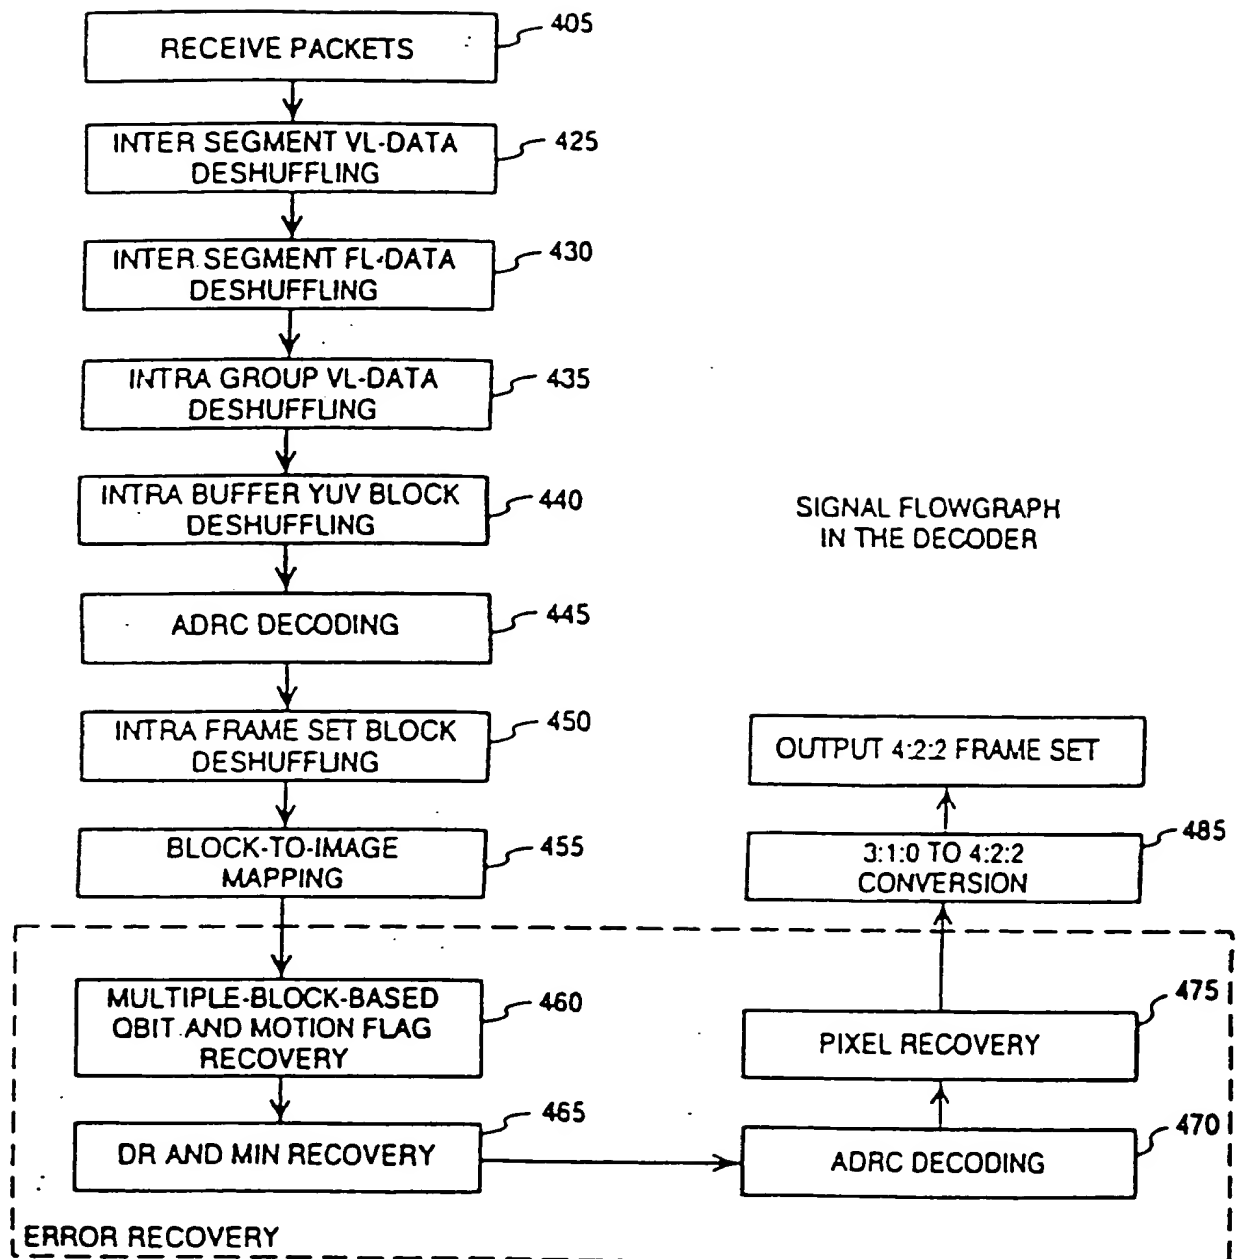 RECEIVE PACKETS
405
INTER SEGMENT VL-DATA
DESHUFFLING
425
INTER SEGMENT FL-DATA
DESHUFFLING
430
INTRA GROUP VL-DATA
DESHUFFLING
435
INTRA BUFFER YUV BLOCK
DESHUFFLING
440
SIGNAL FLOWGRAPH
IN THE DECODER
ADRC DECODING
445
INTRA FRAME SET BLOCK
DESHUFFLING
450
OUTPUT 4:2:2 FRAME SET
BLOCK-TO-IMAGE
MAPPING
455
3:1:0 TO 4:2:2
CONVERSION
485
MULTIPLE-BLOCK-BASED
QBIT AND MOTION FLAG
RECOVERY
460
PIXEL RECOVERY
475
DR AND MIN RECOVERY
465
ADRC DECODING
470
ERROR RECOVERY